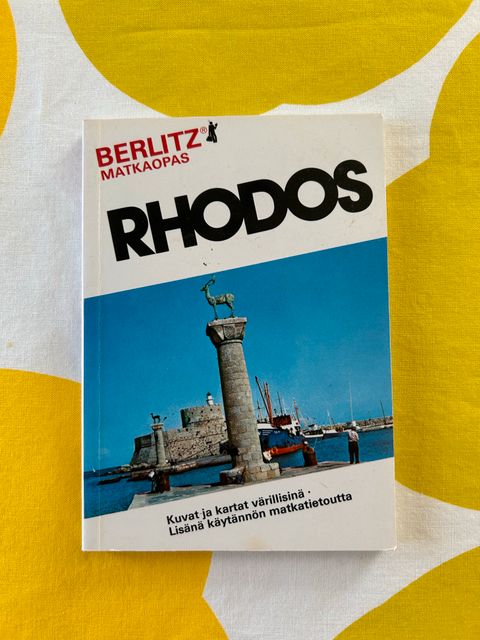 BERLITZ®
MATKAOPAS
RHODOS
Kuvat ja kartat värillisinä ·
Lisänä käytännön matkatietoutta